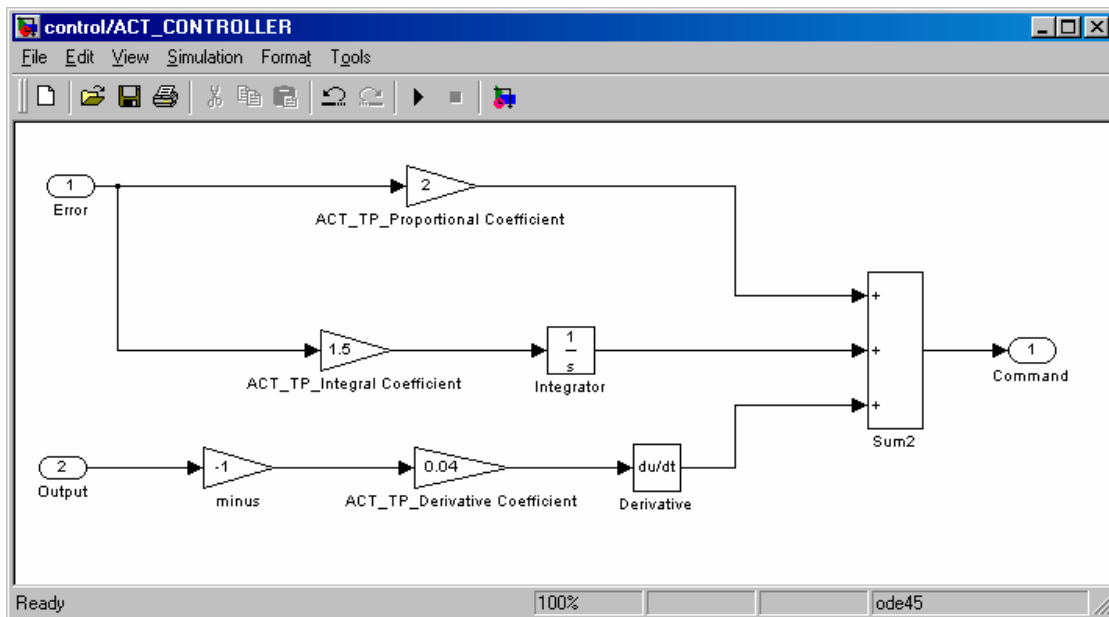 control/ACT_CONTROLLER
File Edit View Simulation Format Tools
1
Error
2
ACT_TP_Proportional Coefficient
1.5
ACT_TP_Integral Coefficient
1
s
Integrator
2
Output
-1
minus
0.04
ACT_TP_Derivative Coefficient
du/dt
Derivative
+
+
+
Sum2
1
Command
Ready 100% ode45